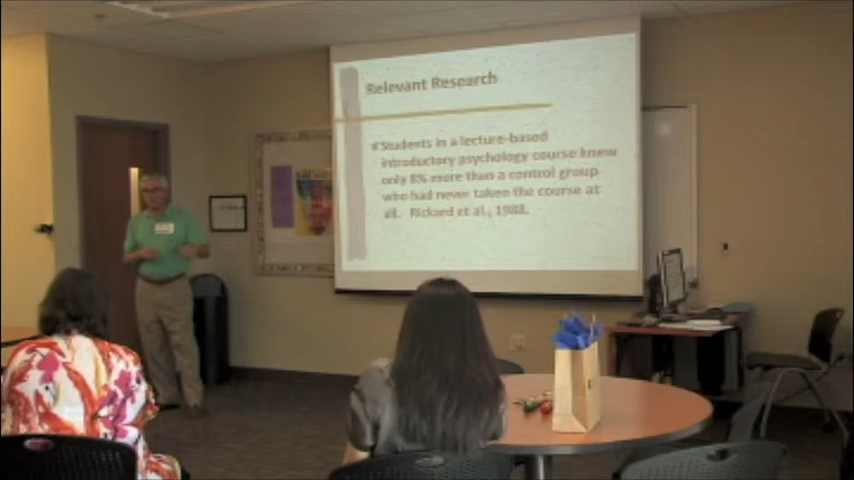 Relevant Research
Students in a lecture-based
introductory psychology course knew
only 8% more than a control group
who had never taken the course at
all. Rickard et al., 1988.